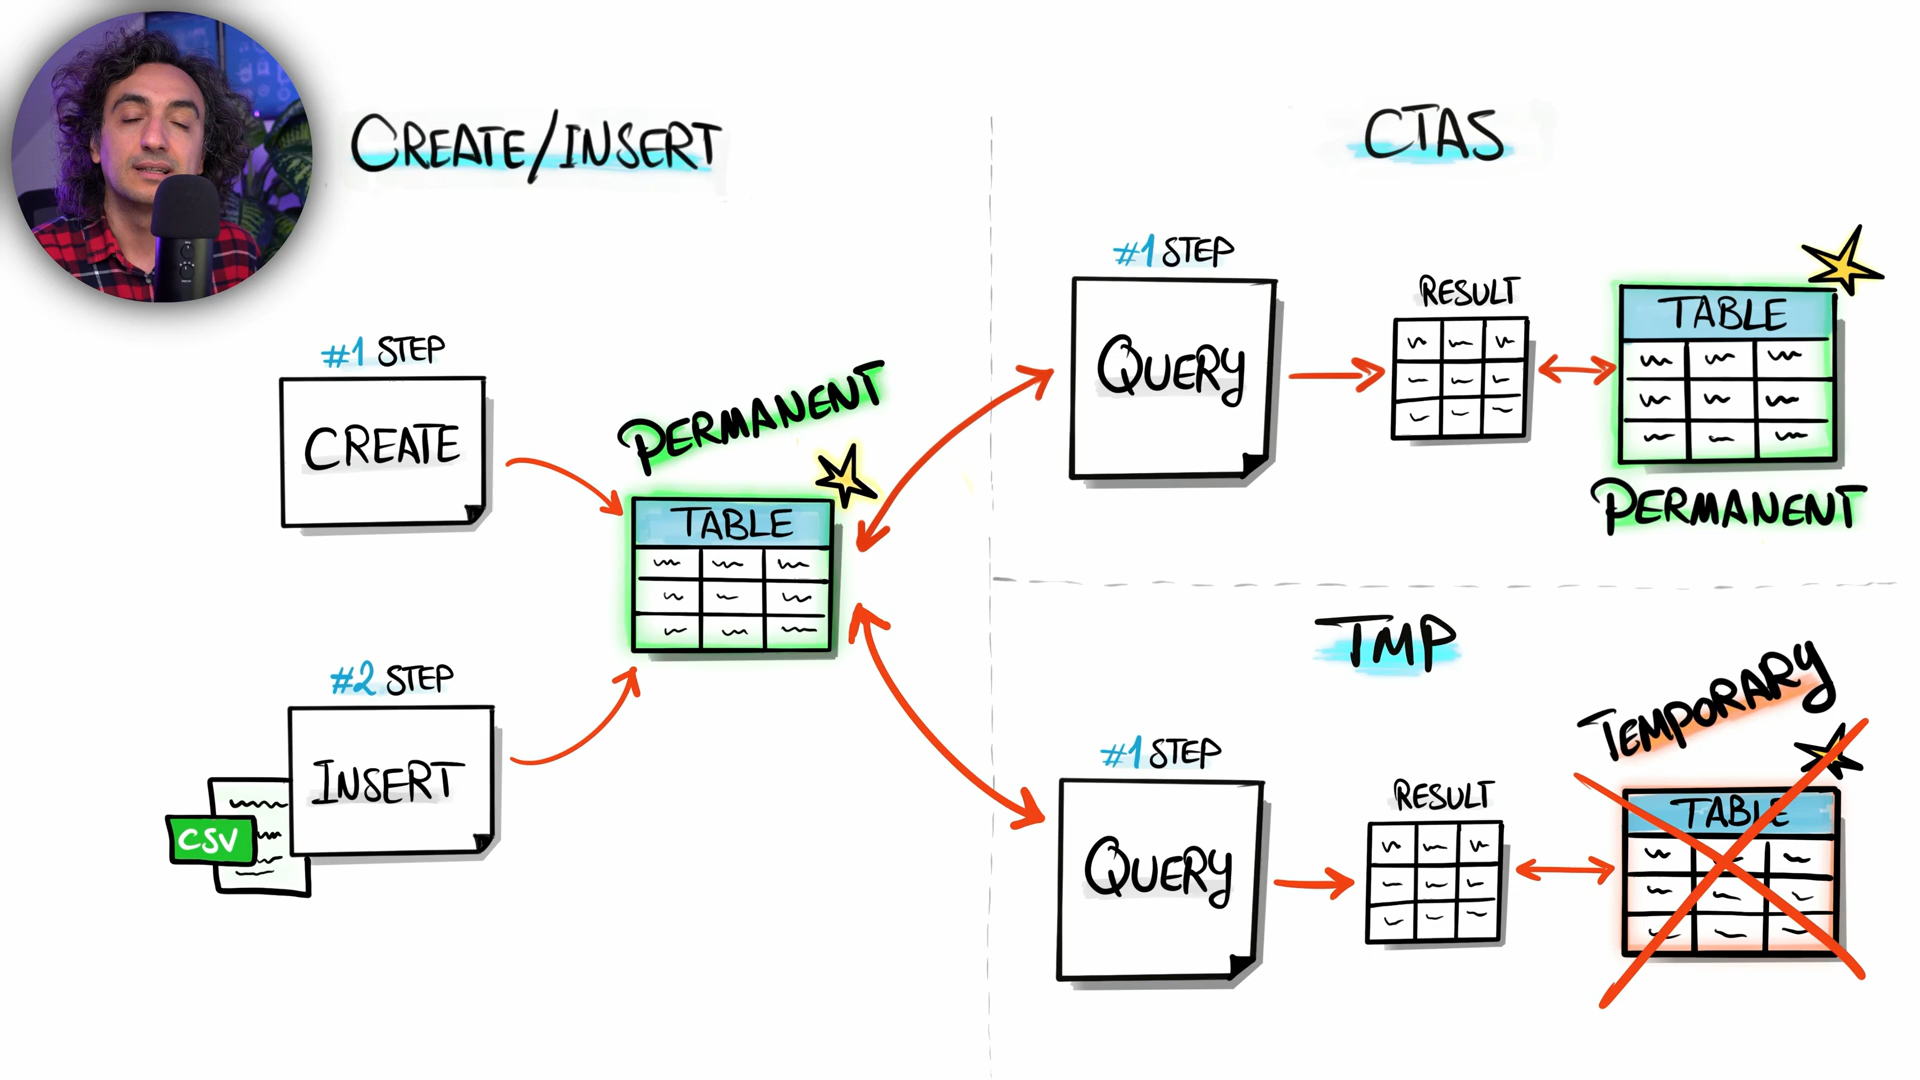 CREATE/INSERT
#1 STEP
CREATE
#2 STEP
INSERT
CSV
PERMANENT
TABLE
CTAS
#1 STEP
QUERY
RESULT
TABLE
PERMANENT
TMP
#1 STEP
QUERY
RESULT
TEMPORARY
TABLE